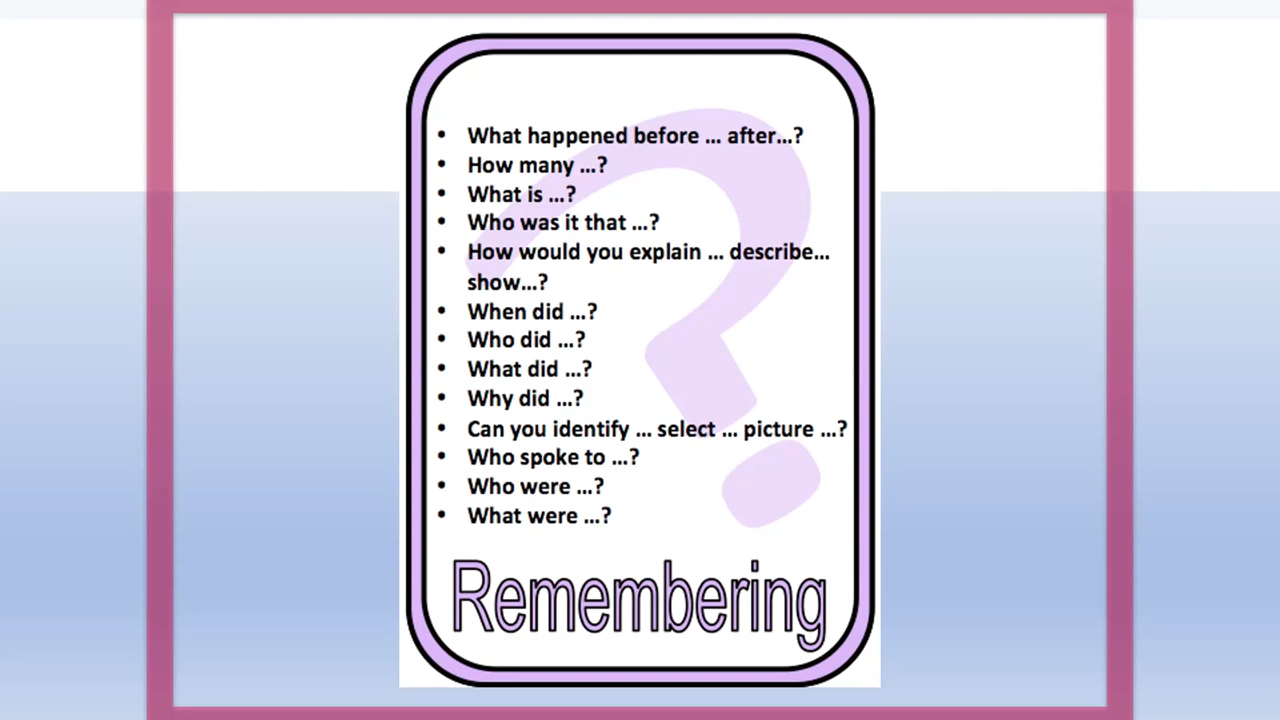 • What happened before ... after...?
• How many ...?
• What is ...?
• Who was it that ...?
• How would you explain ... describe...
show...?
• When did ...?
• Who did ...?
• What did ...?
• Why did ...?
• Can you identify ... select ... picture ...?
• Who spoke to ...?
• Who were ...?
• What were ...?
Remembering